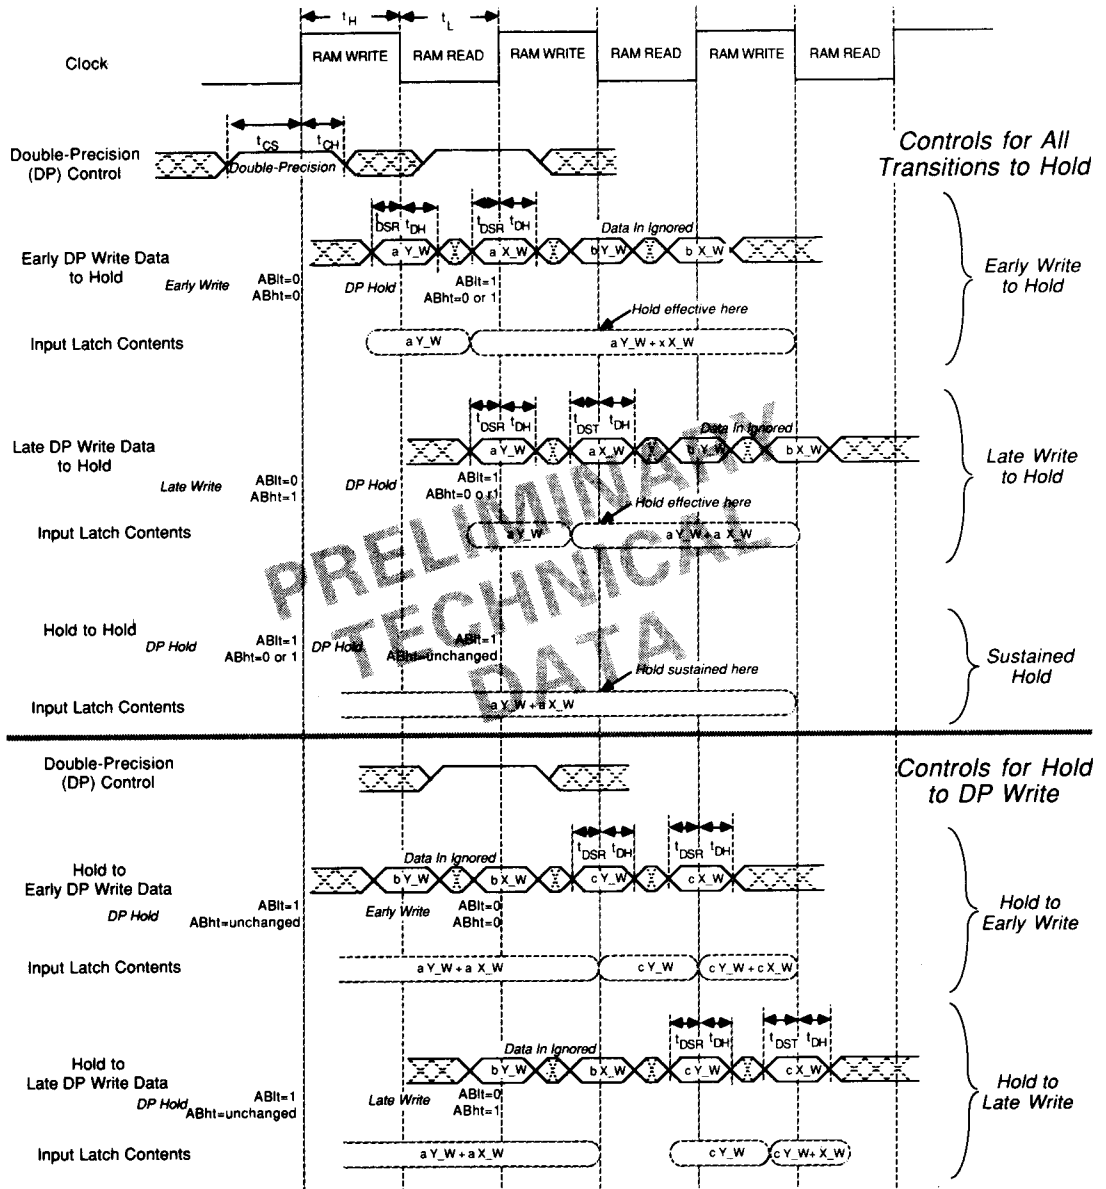 t_H t_L
Clock
RAM WRITE RAM READ RAM WRITE RAM READ RAM WRITE RAM READ
t_CS t_CH
Double-Precision
(DP) Control
Double-Precision
Controls for All
Transitions to Hold
t_DSR t_DH t_DSR t_DH
Data In Ignored
Early DP Write Data
to Hold
a Y_W a X_W b Y_W b X_W
Early Write ABlt=0
ABht=0
DP Hold ABlt=1
ABht=0 or 1
Early Write
to Hold
Hold effective here
Input Latch Contents
a Y_W a Y_W + x X_W
t_DSR t_DH t_DST t_DH
Data In Ignored
Late DP Write Data
to Hold
a Y_W a X_W b Y_W b X_W
Late Write ABlt=0
ABht=1
DP Hold ABlt=1
ABht=0 or1
Late Write
to Hold
Hold effective here
Input Latch Contents
a Y_W a Y_W + a X_W
PRELIMINARY
TECHNICAL
DATA
Hold to Hold
DP Hold ABlt=1
ABht=0 or 1
DP Hold ABlt=1
ABht=unchanged
Sustained
Hold
Hold sustained here
Input Latch Contents
a Y_W + a X_W
Double-Precision
(DP) Control
Controls for Hold
to DP Write
t_DSR t_DH t_DSR t_DH
Data In Ignored
Hold to
Early DP Write Data
b Y_W b X_W c Y_W c X_W
DP Hold ABlt=1
ABht=unchanged
Early Write ABlt=0
ABht=0
Hold to
Early Write
Input Latch Contents
a Y_W + a X_W c Y_W c Y_W + c X_W
t_DSR t_DH t_DST t_DH
Data In Ignored
Hold to
Late DP Write Data
b Y_W b X_W c Y_W c X_W
DP Hold ABlt=1
ABht=unchanged
Late Write ABlt=0
ABht=1
Hold to
Late Write
Input Latch Contents
a Y_W + a X_W c Y_W c Y_W + X_W